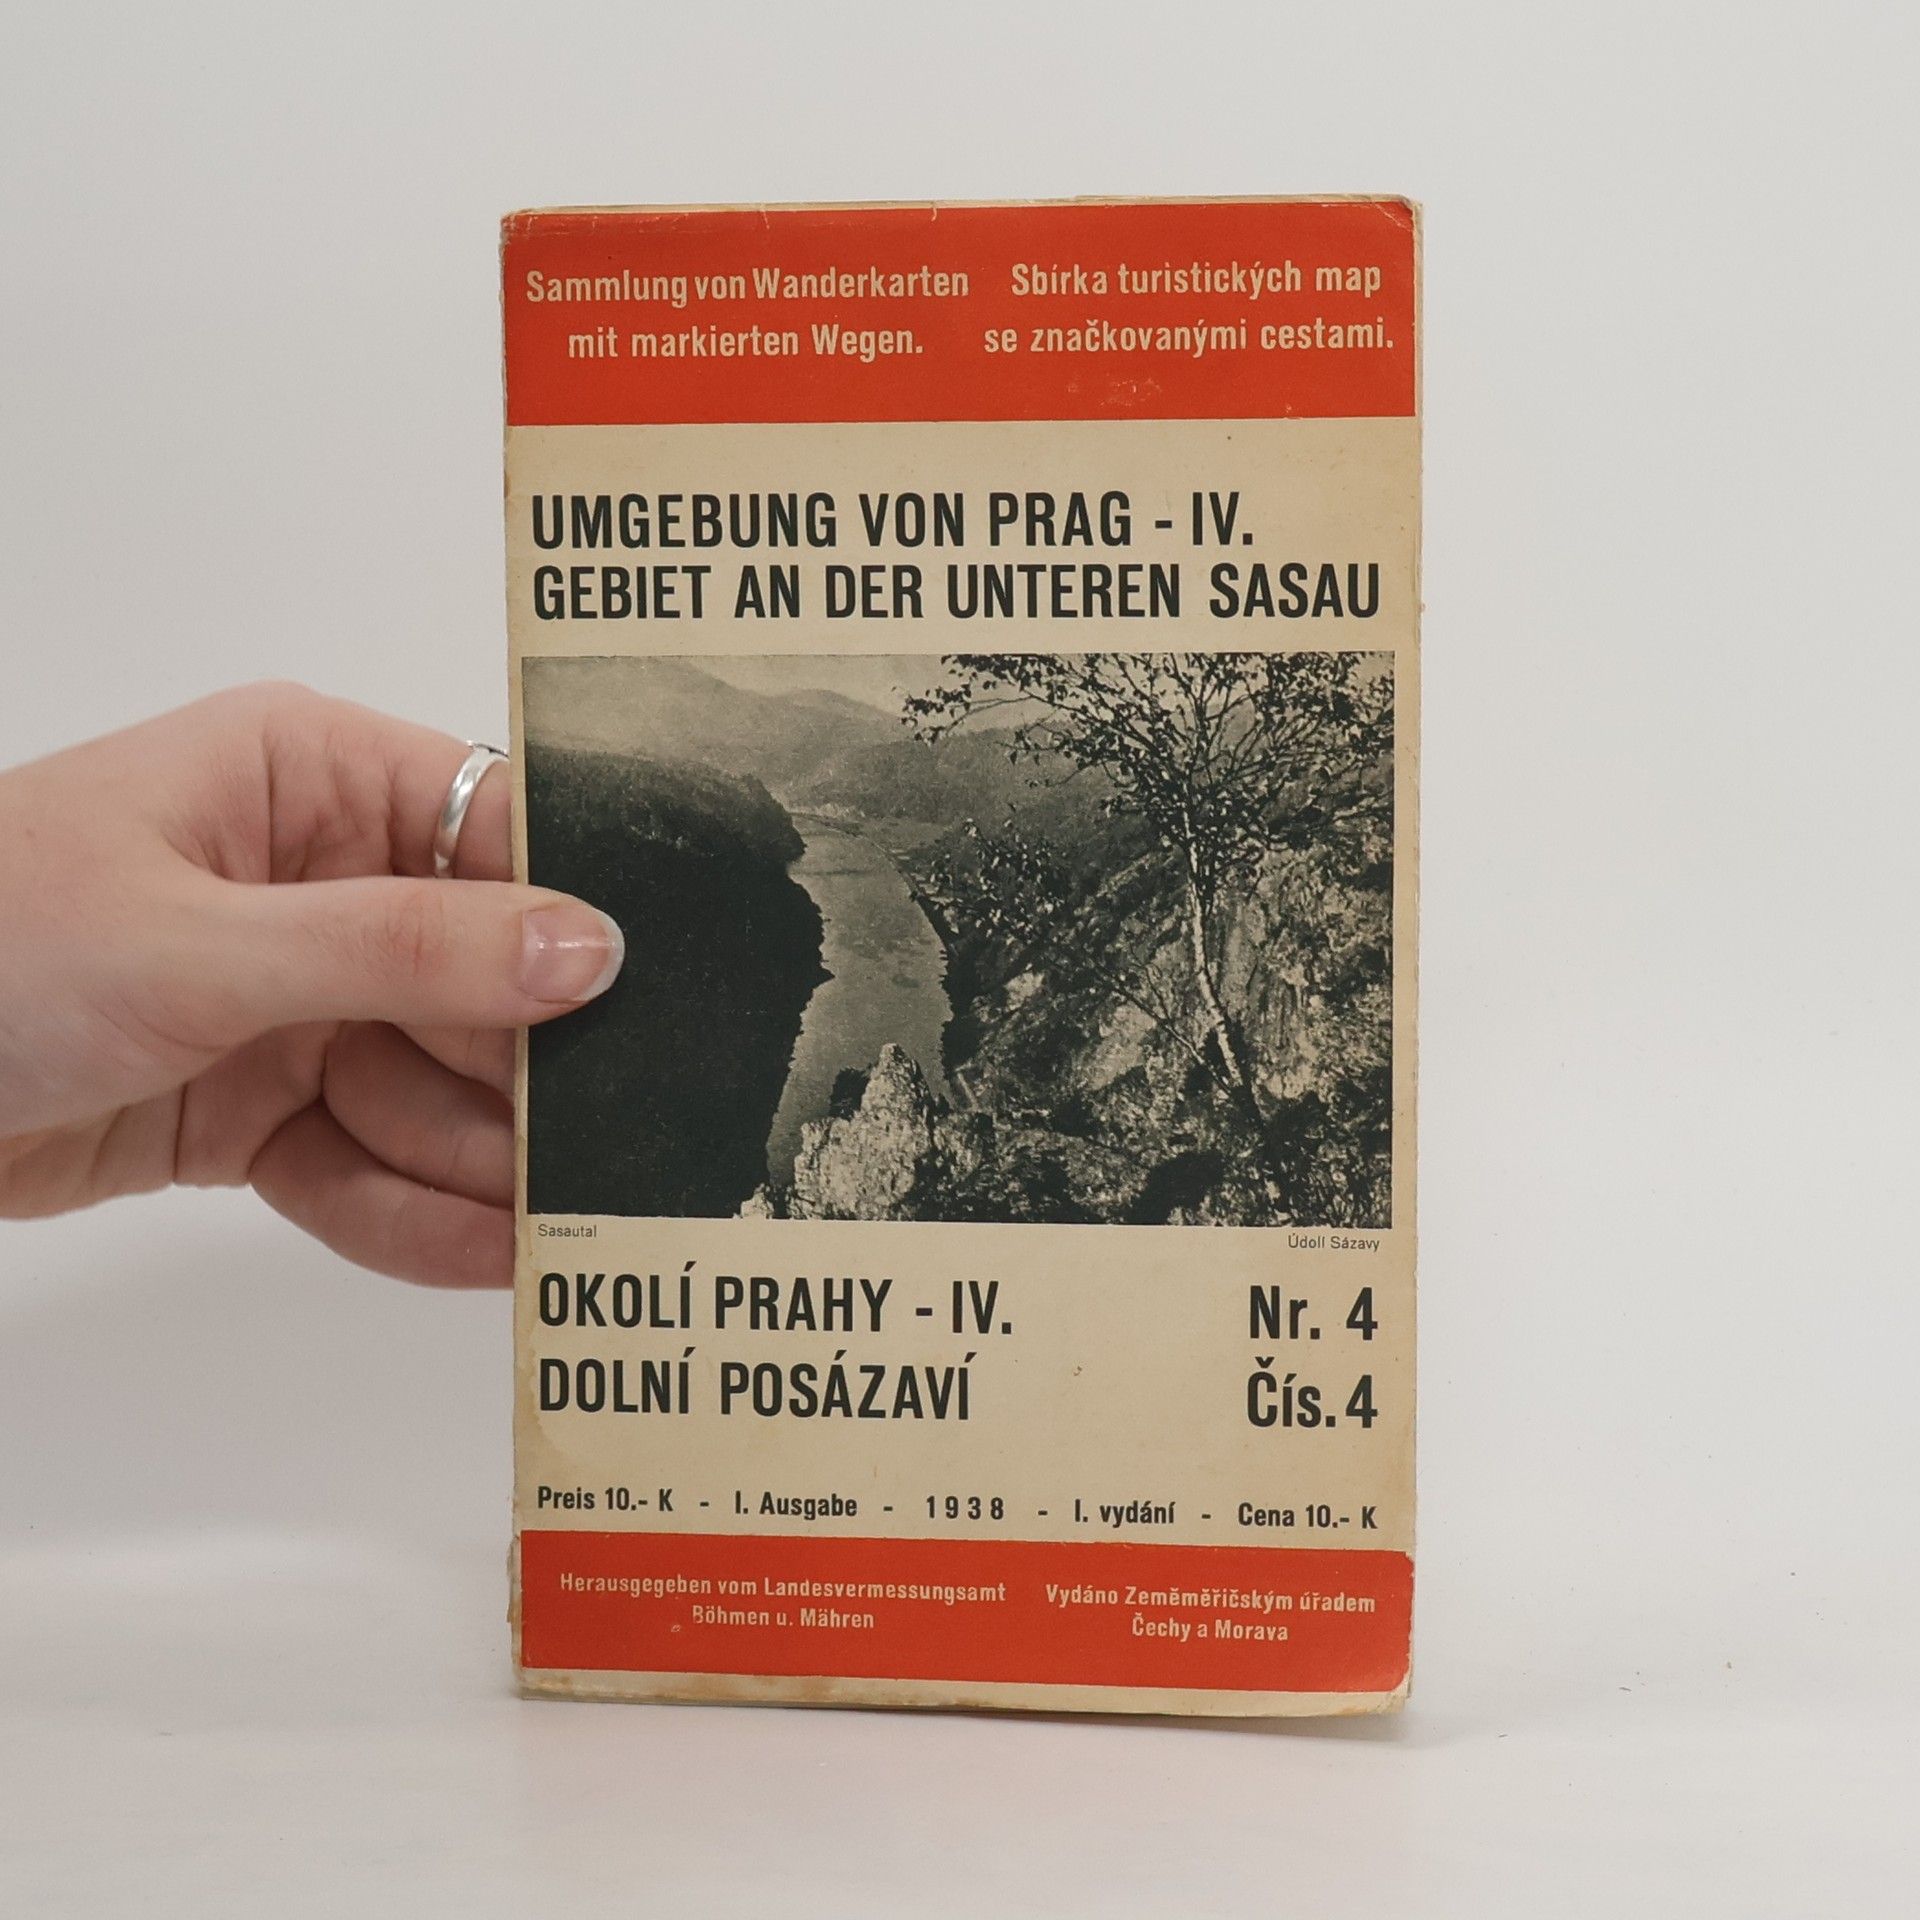 Sammlung von Wanderkarten
mit markierten Wegen.
Sbírka turistických map
se značkovanými cestami.
UMGEBUNG VON PRAG - IV.
GEBIET AN DER UNTEREN SASAU
Sasautal
Údolí Sázavy
OKOLÍ PRAHY - IV.
DOLNÍ POSÁZAVÍ
Nr. 4
Čís. 4
Preis 10.- K - I. Ausgabe - 1938 - I. vydání - Cena 10.- K
Herausgegeben vom Landesvermessungsamt
Böhmen u. Mähren
Vydáno Zeměměřičským úřadem
Čechy a Morava